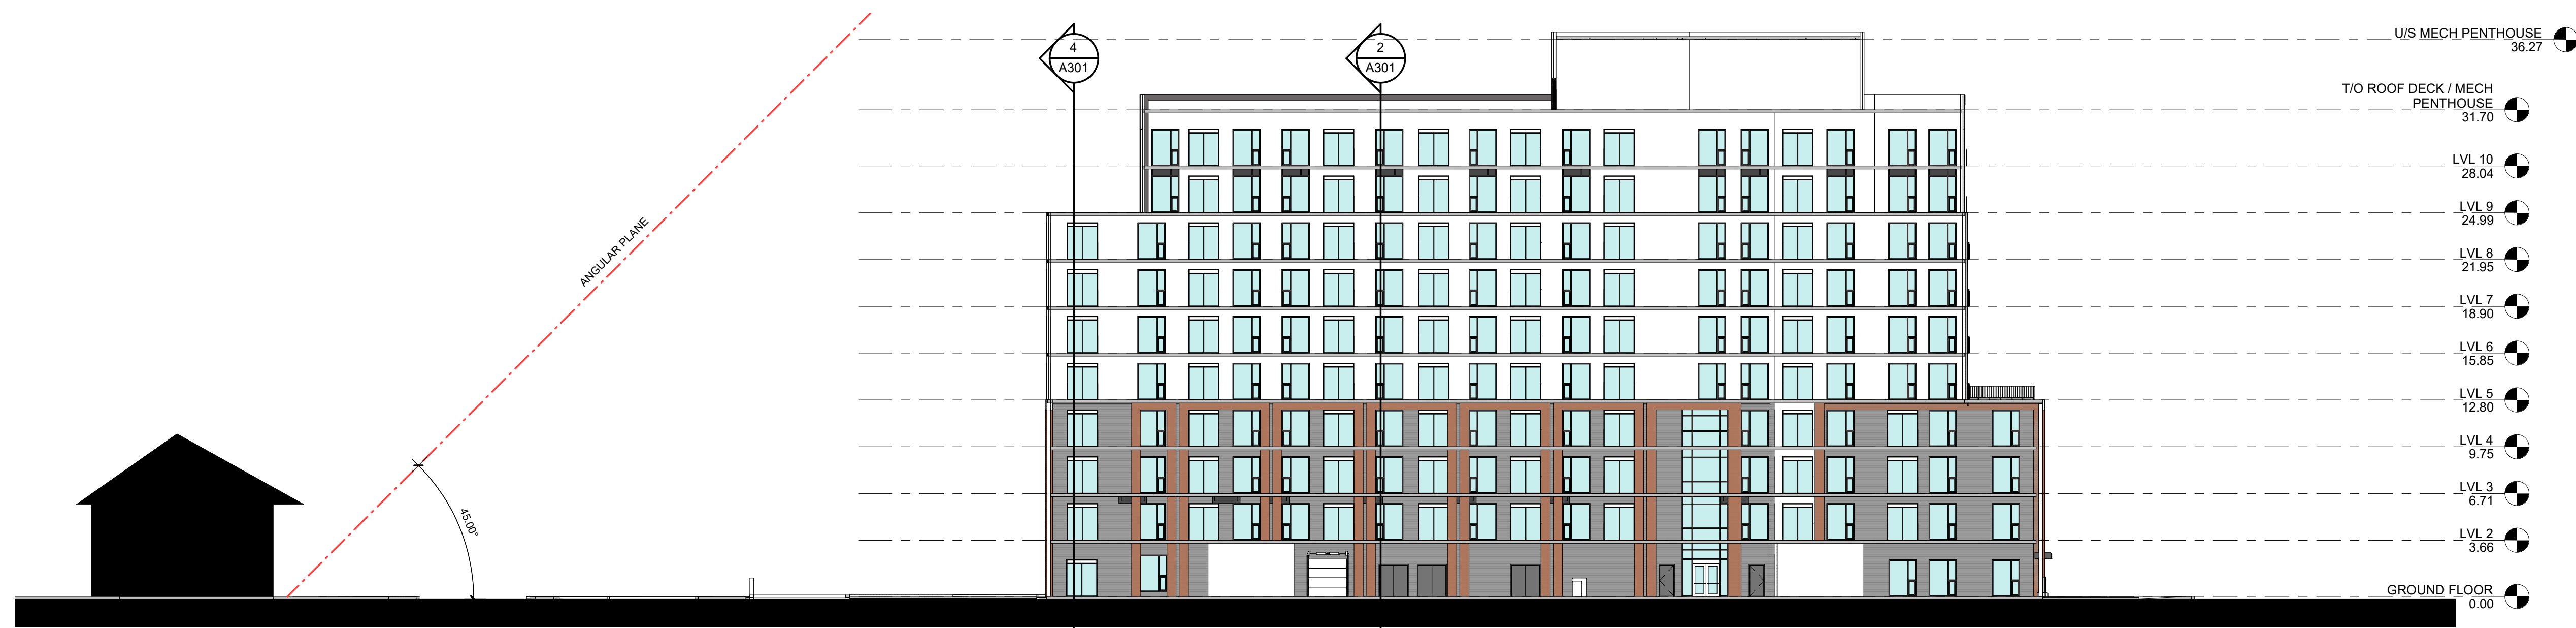 4
A301
2
A301
U/S MECH PENTHOUSE
36.27
T/O ROOF DECK / MECH
PENTHOUSE
31.70
LVL 10
28.04
LVL 9
24.99
ANGULAR PLANE
LVL 8
21.95
LVL 7
18.90
LVL 6
15.85
LVL 5
12.80
LVL 4
9.75
LVL 3
6.71
45.00°
LVL 2
3.66
GROUND FLOOR
0.00